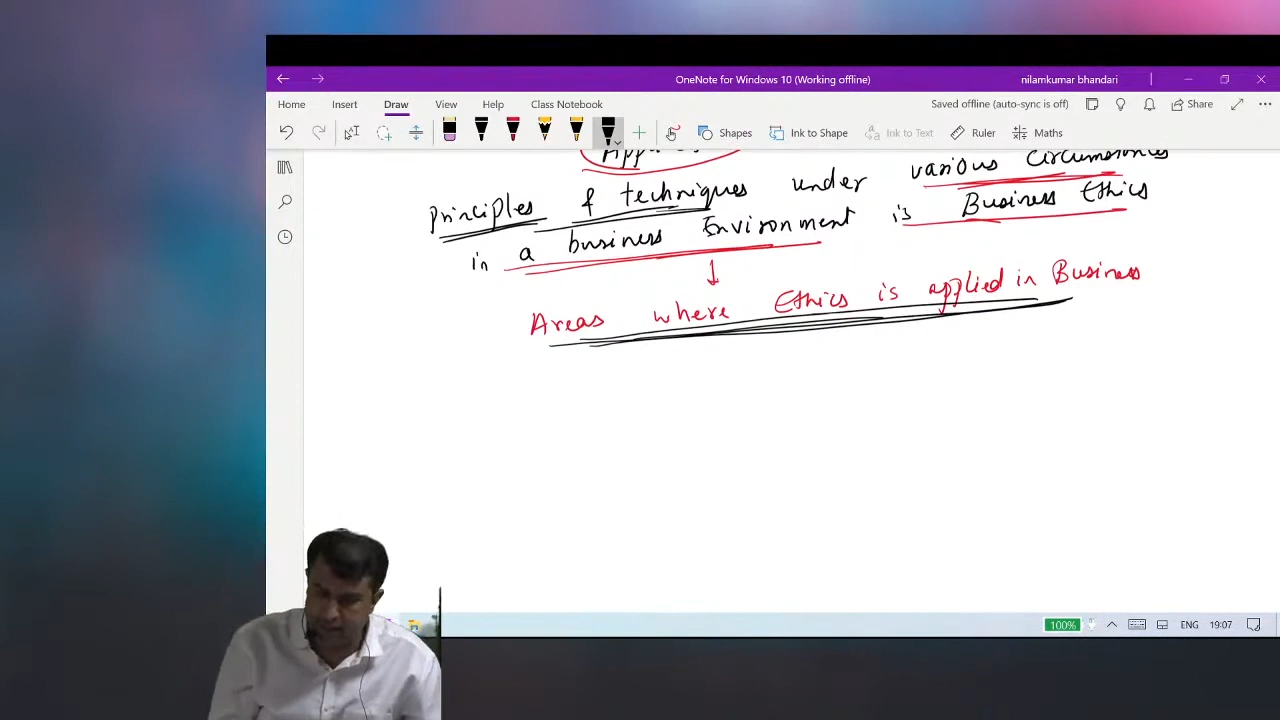 OneNote for Windows 10 (Working offline)
nilamkumar bhandari
Home Insert Draw View Help Class Notebook
Saved offline (auto-sync is off)
Share
Shapes Ink to Shape Ink to Text Ruler Maths
various Circumstances
principles & techniques under
in a business Environment is Business Ethics
Areas where Ethics is applied in Business
100%
ENG 19:07